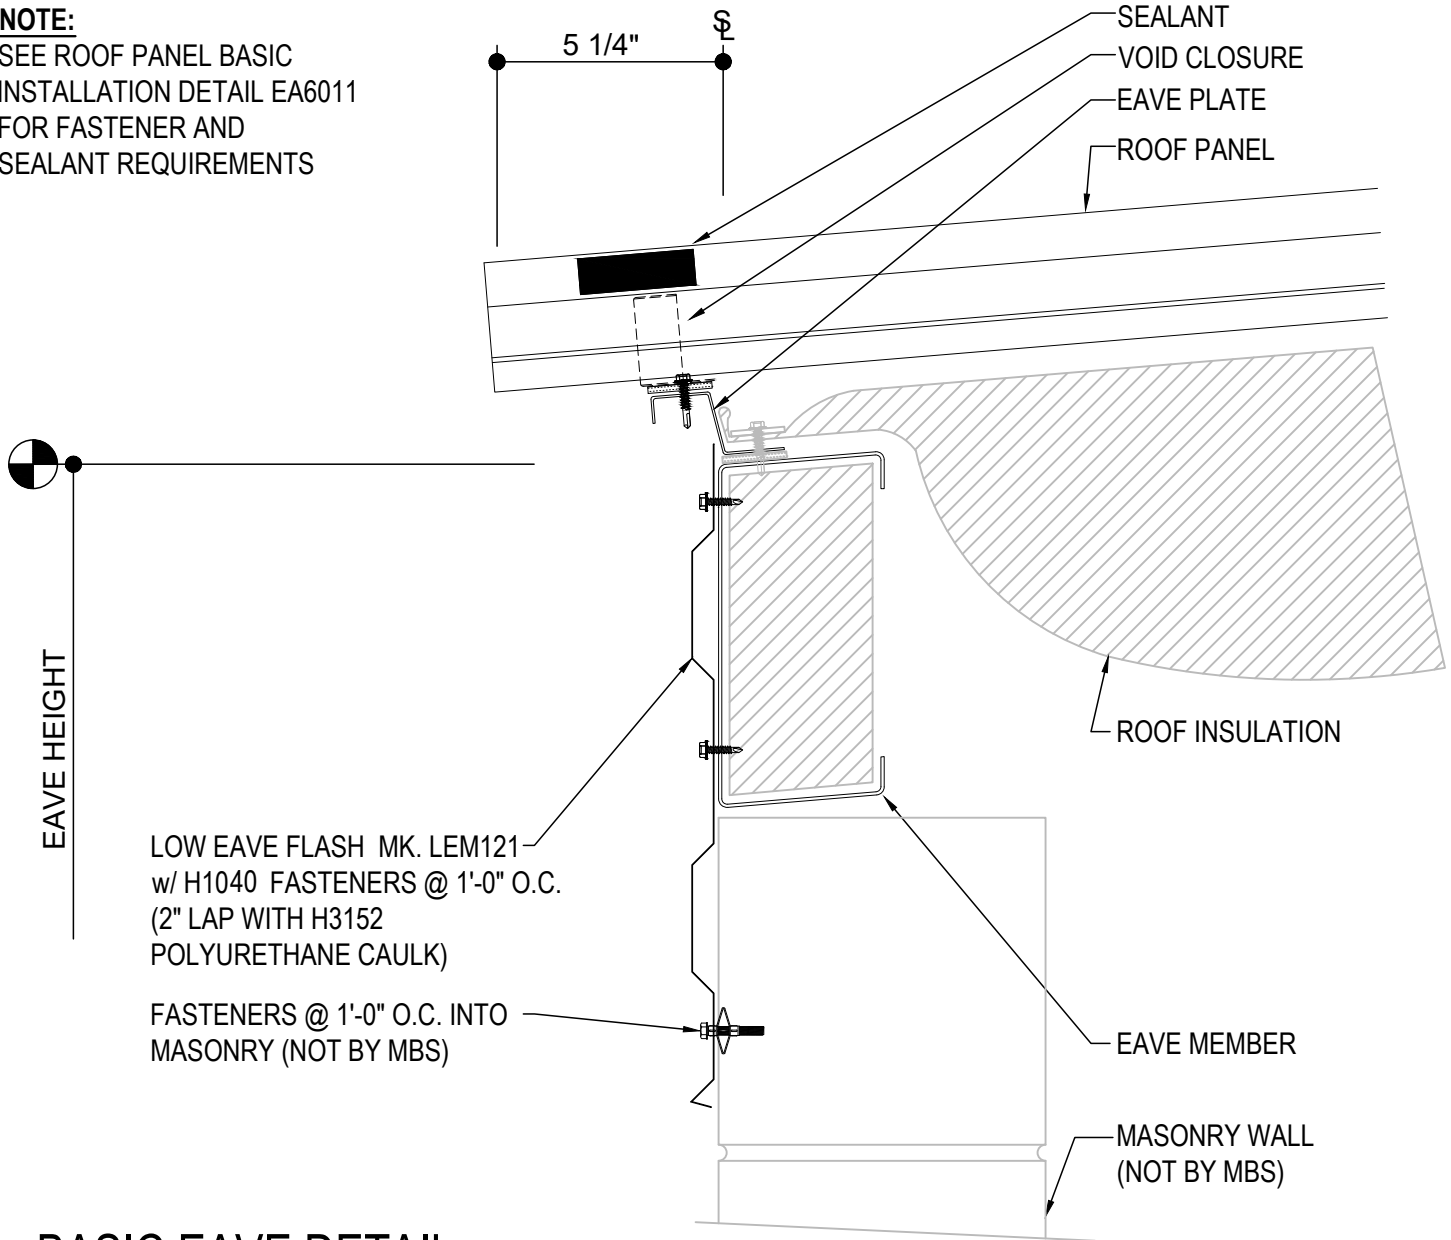 NOTE:
SEE ROOF PANEL BASIC
INSTALLATION DETAIL EA6011
FOR FASTENER AND
SEALANT REQUIREMENTS
5 1/4"
SEALANT
VOID CLOSURE
EAVE PLATE
ROOF PANEL
EAVE HEIGHT
ROOF INSULATION
LOW EAVE FLASH MK. LEM121
w/ H1040 FASTENERS @ 1'-0" O.C.
(2" LAP WITH H3152
POLYURETHANE CAULK)
FASTENERS @ 1'-0" O.C. INTO
MASONRY (NOT BY MBS)
EAVE MEMBER
MASONRY WALL
(NOT BY MBS)
BASIC EAVE DETAIL